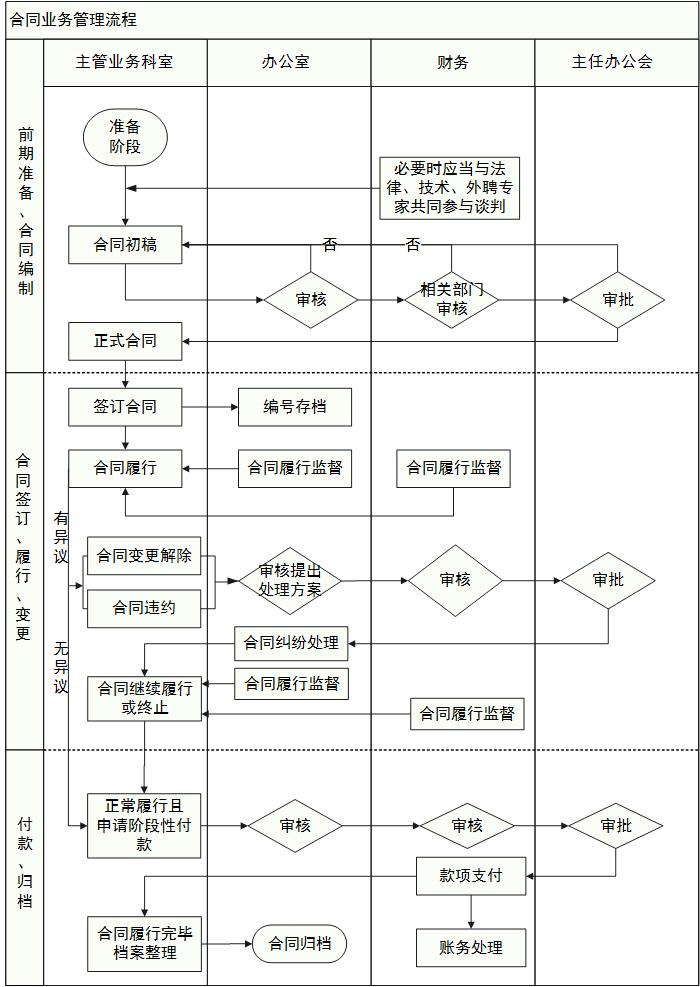 合同业务管理流程
主管业务科室
办公室
财务
主任办公会
前期准备、合同编制
准备
阶段
必要时应当与法
律、技术、外聘专
家共同参与谈判
合同初稿
否
否
审核
相关部门
审核
审批
正式合同
合同签订、履行、变更
签订合同
编号存档
合同履行
合同履行监督
合同履行监督
有异议
合同变更解除
合同违约
审核提出
处理方案
审核
审批
无异议
合同纠纷处理
合同继续履行
或终止
合同履行监督
合同履行监督
付款、归档
正常履行且
申请阶段性付
款
审核
审核
审批
款项支付
合同履行完毕
档案整理
合同归档
账务处理